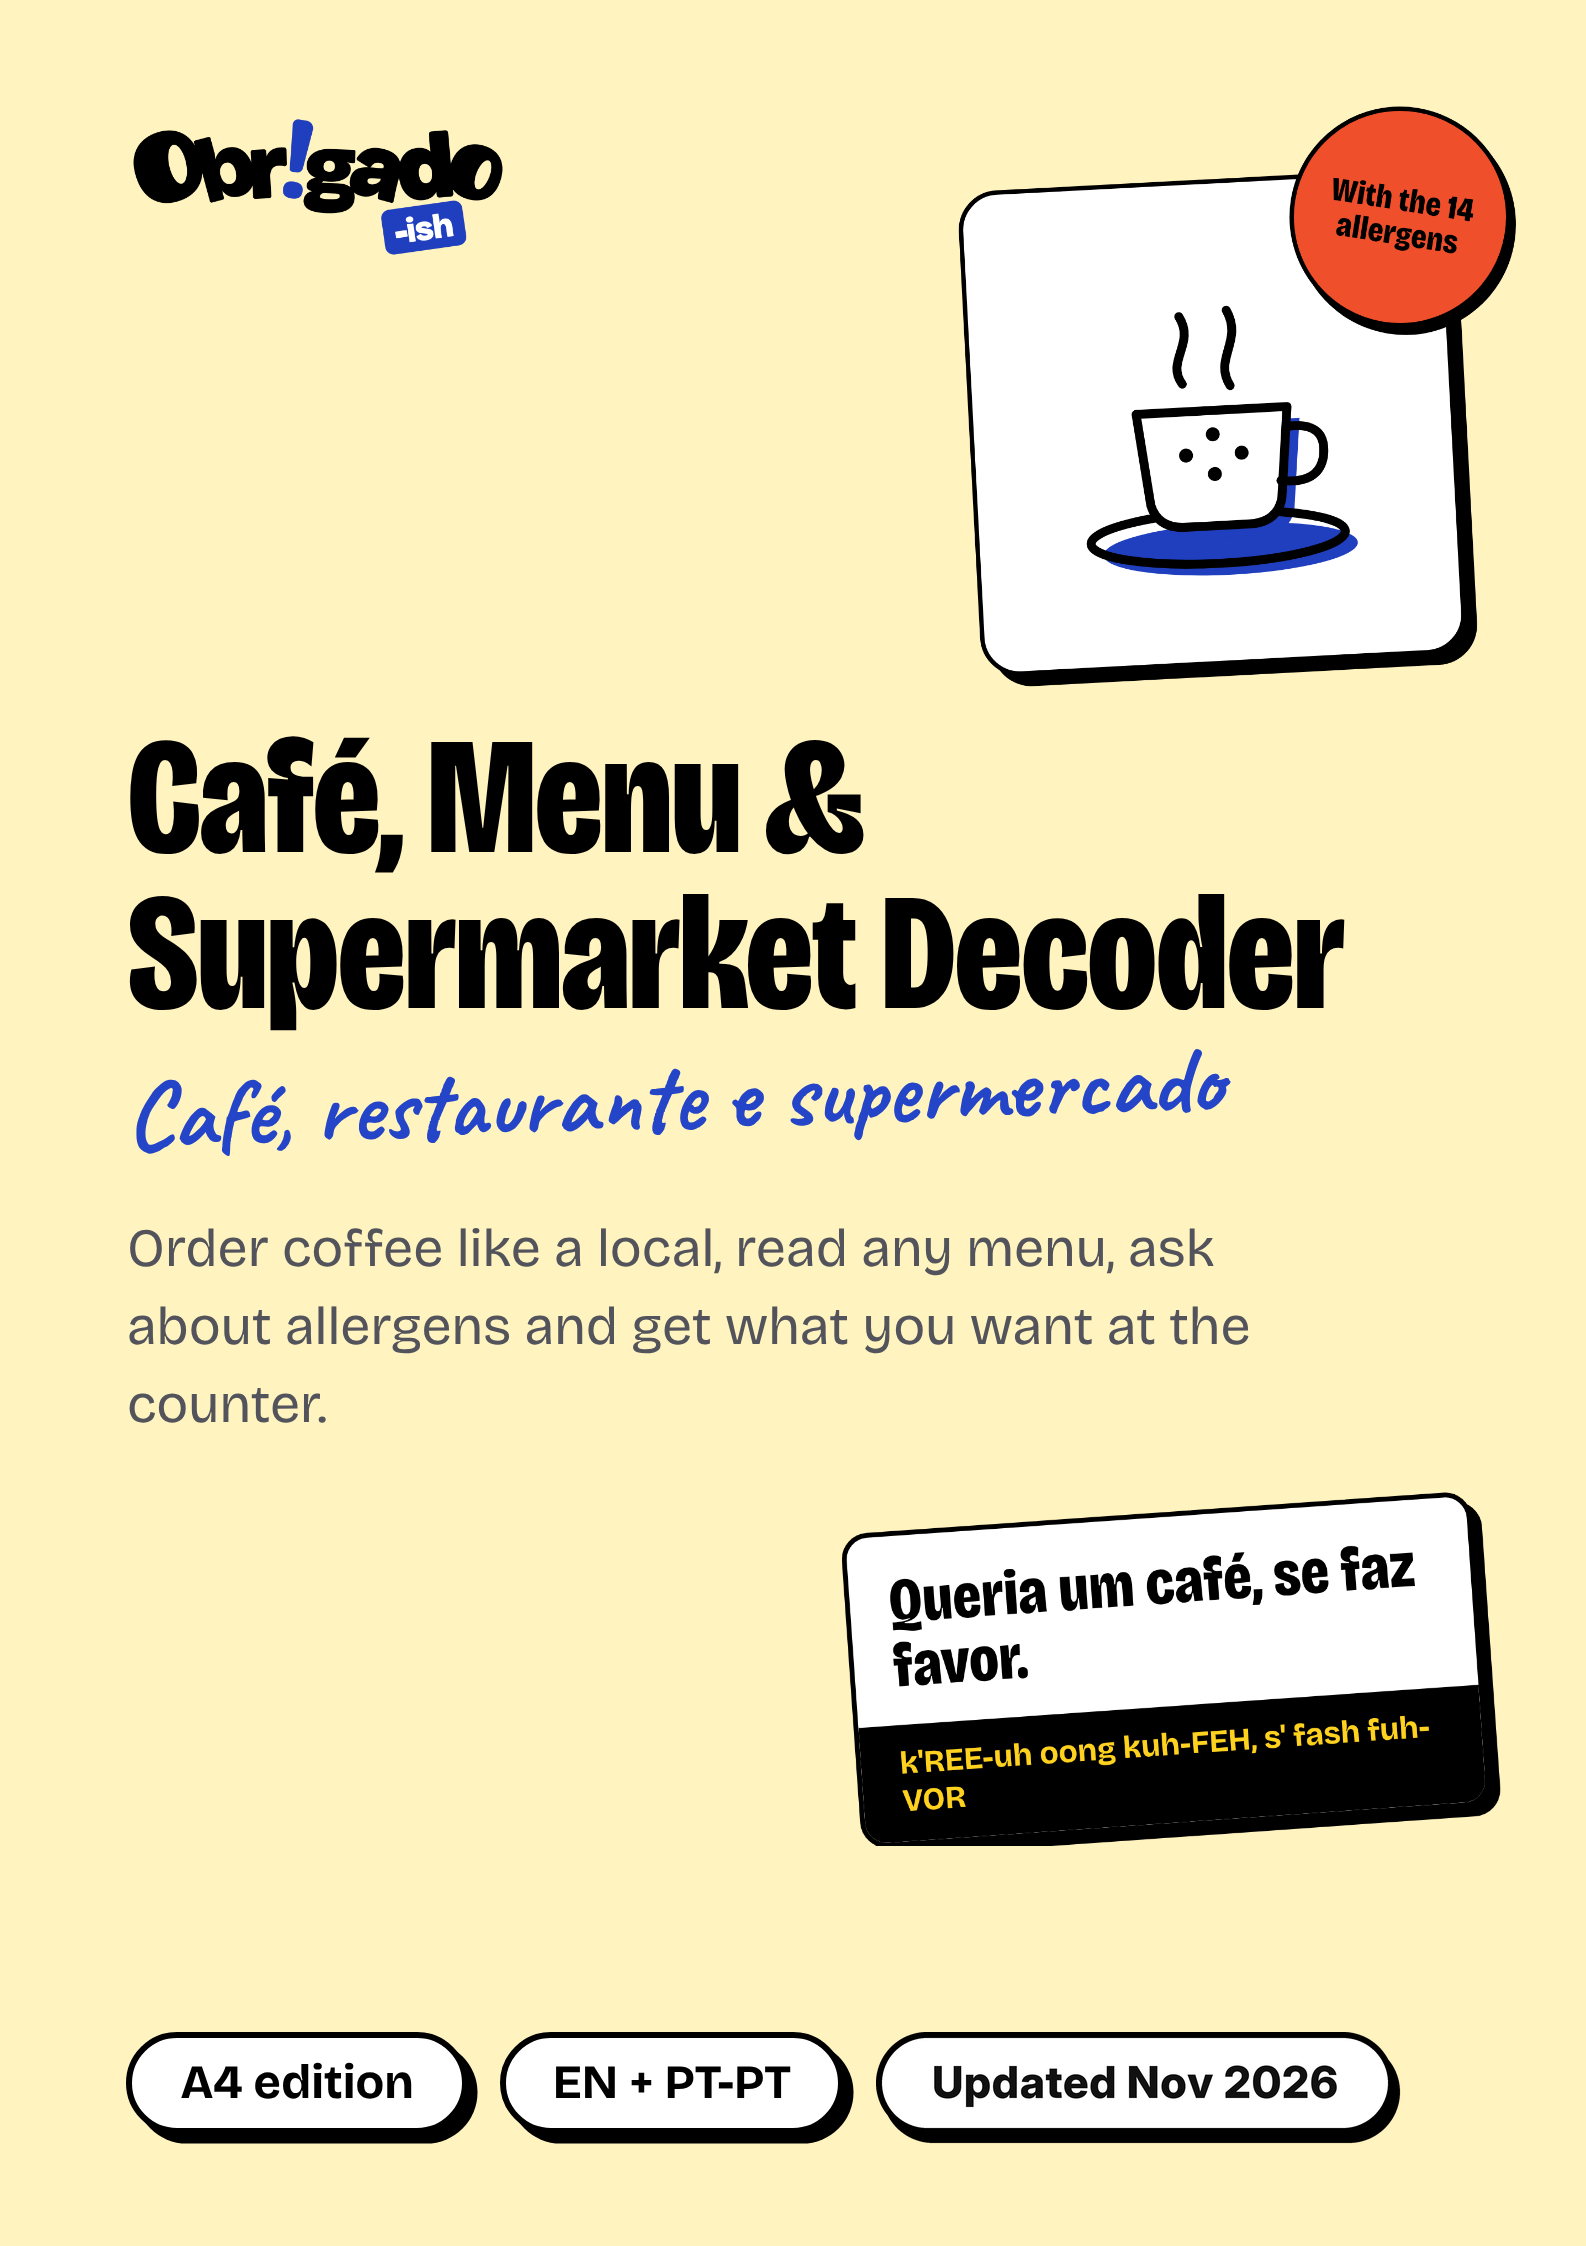 Obr!gado
-ish
With the 14
allergens
Café, Menu &
Supermarket Decoder
Café, restaurante e supermercado
Order coffee like a local, read any menu, ask
about allergens and get what you want at the
counter.
Queria um café, se faz
favor.
k'REE-uh oong kuh-FEH, s' fash fuh-
VOR
A4 edition
EN + PT-PT
Updated Nov 2026